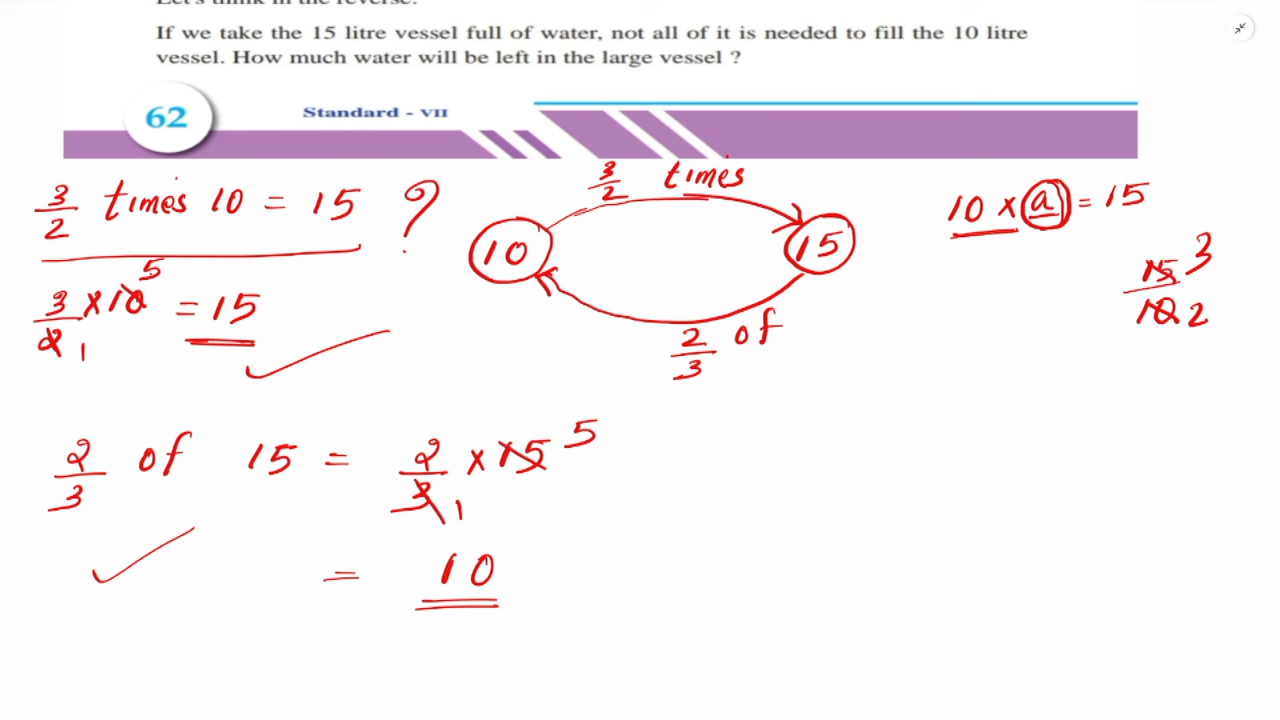 If we take the 15 litre vessel full of water, not all of it is needed to fill the 10 litre
vessel. How much water will be left in the large vessel ?
62
Standard - VII
3/2 times 10 = 15 ?
3/2 times
10
15
2/3 of
10 × a = 15
15 3
10 2
3/2 × 10 5 = 15
1
2/3 of 15 = 2/3 × 15 5
1
= 10